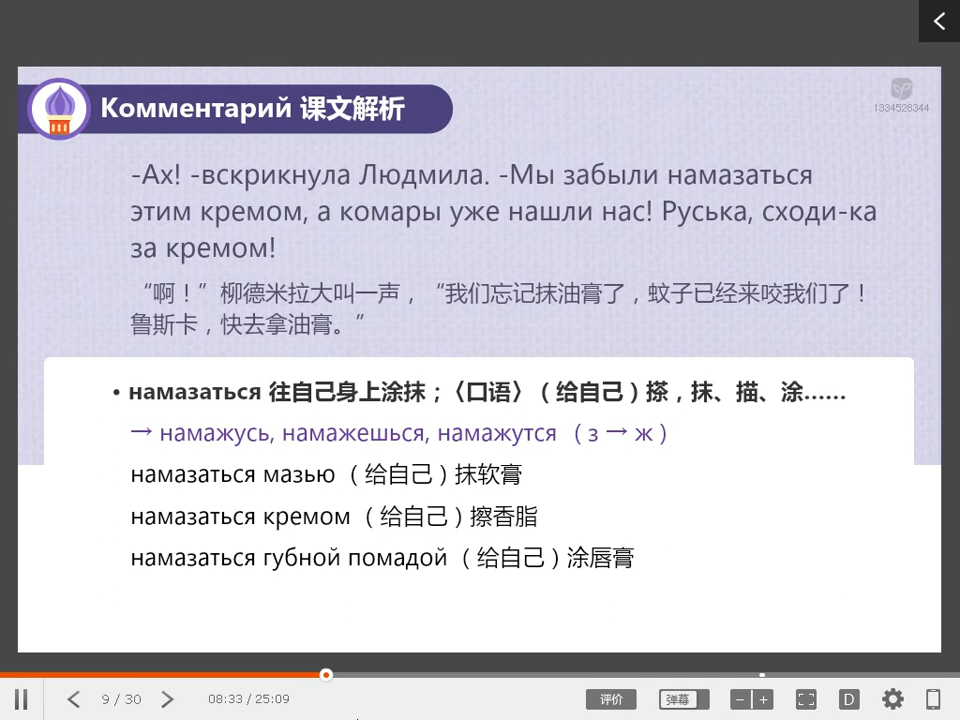 Комментарий 课文解析
1334528344
-Ах! -вскрикнула Людмила. -Мы забыли намазаться
этим кремом, а комары уже нашли нас! Руська, сходи-ка
за кремом!
“啊！”柳德米拉大叫一声，“我们忘记抹油膏了，蚊子已经来咬我们了！
鲁斯卡，快去拿油膏。”
• намазаться 往自己身上涂抹；〈口语〉（给自己）搽，抹、描、涂……
→ намажусь, намажешься, намажутся （з → ж）
намазаться мазью （给自己）抹软膏
намазаться кремом （给自己）擦香脂
намазаться губной помадой （给自己）涂唇膏
9 / 30 08:33 / 25:09 评价 弹幕 − + D